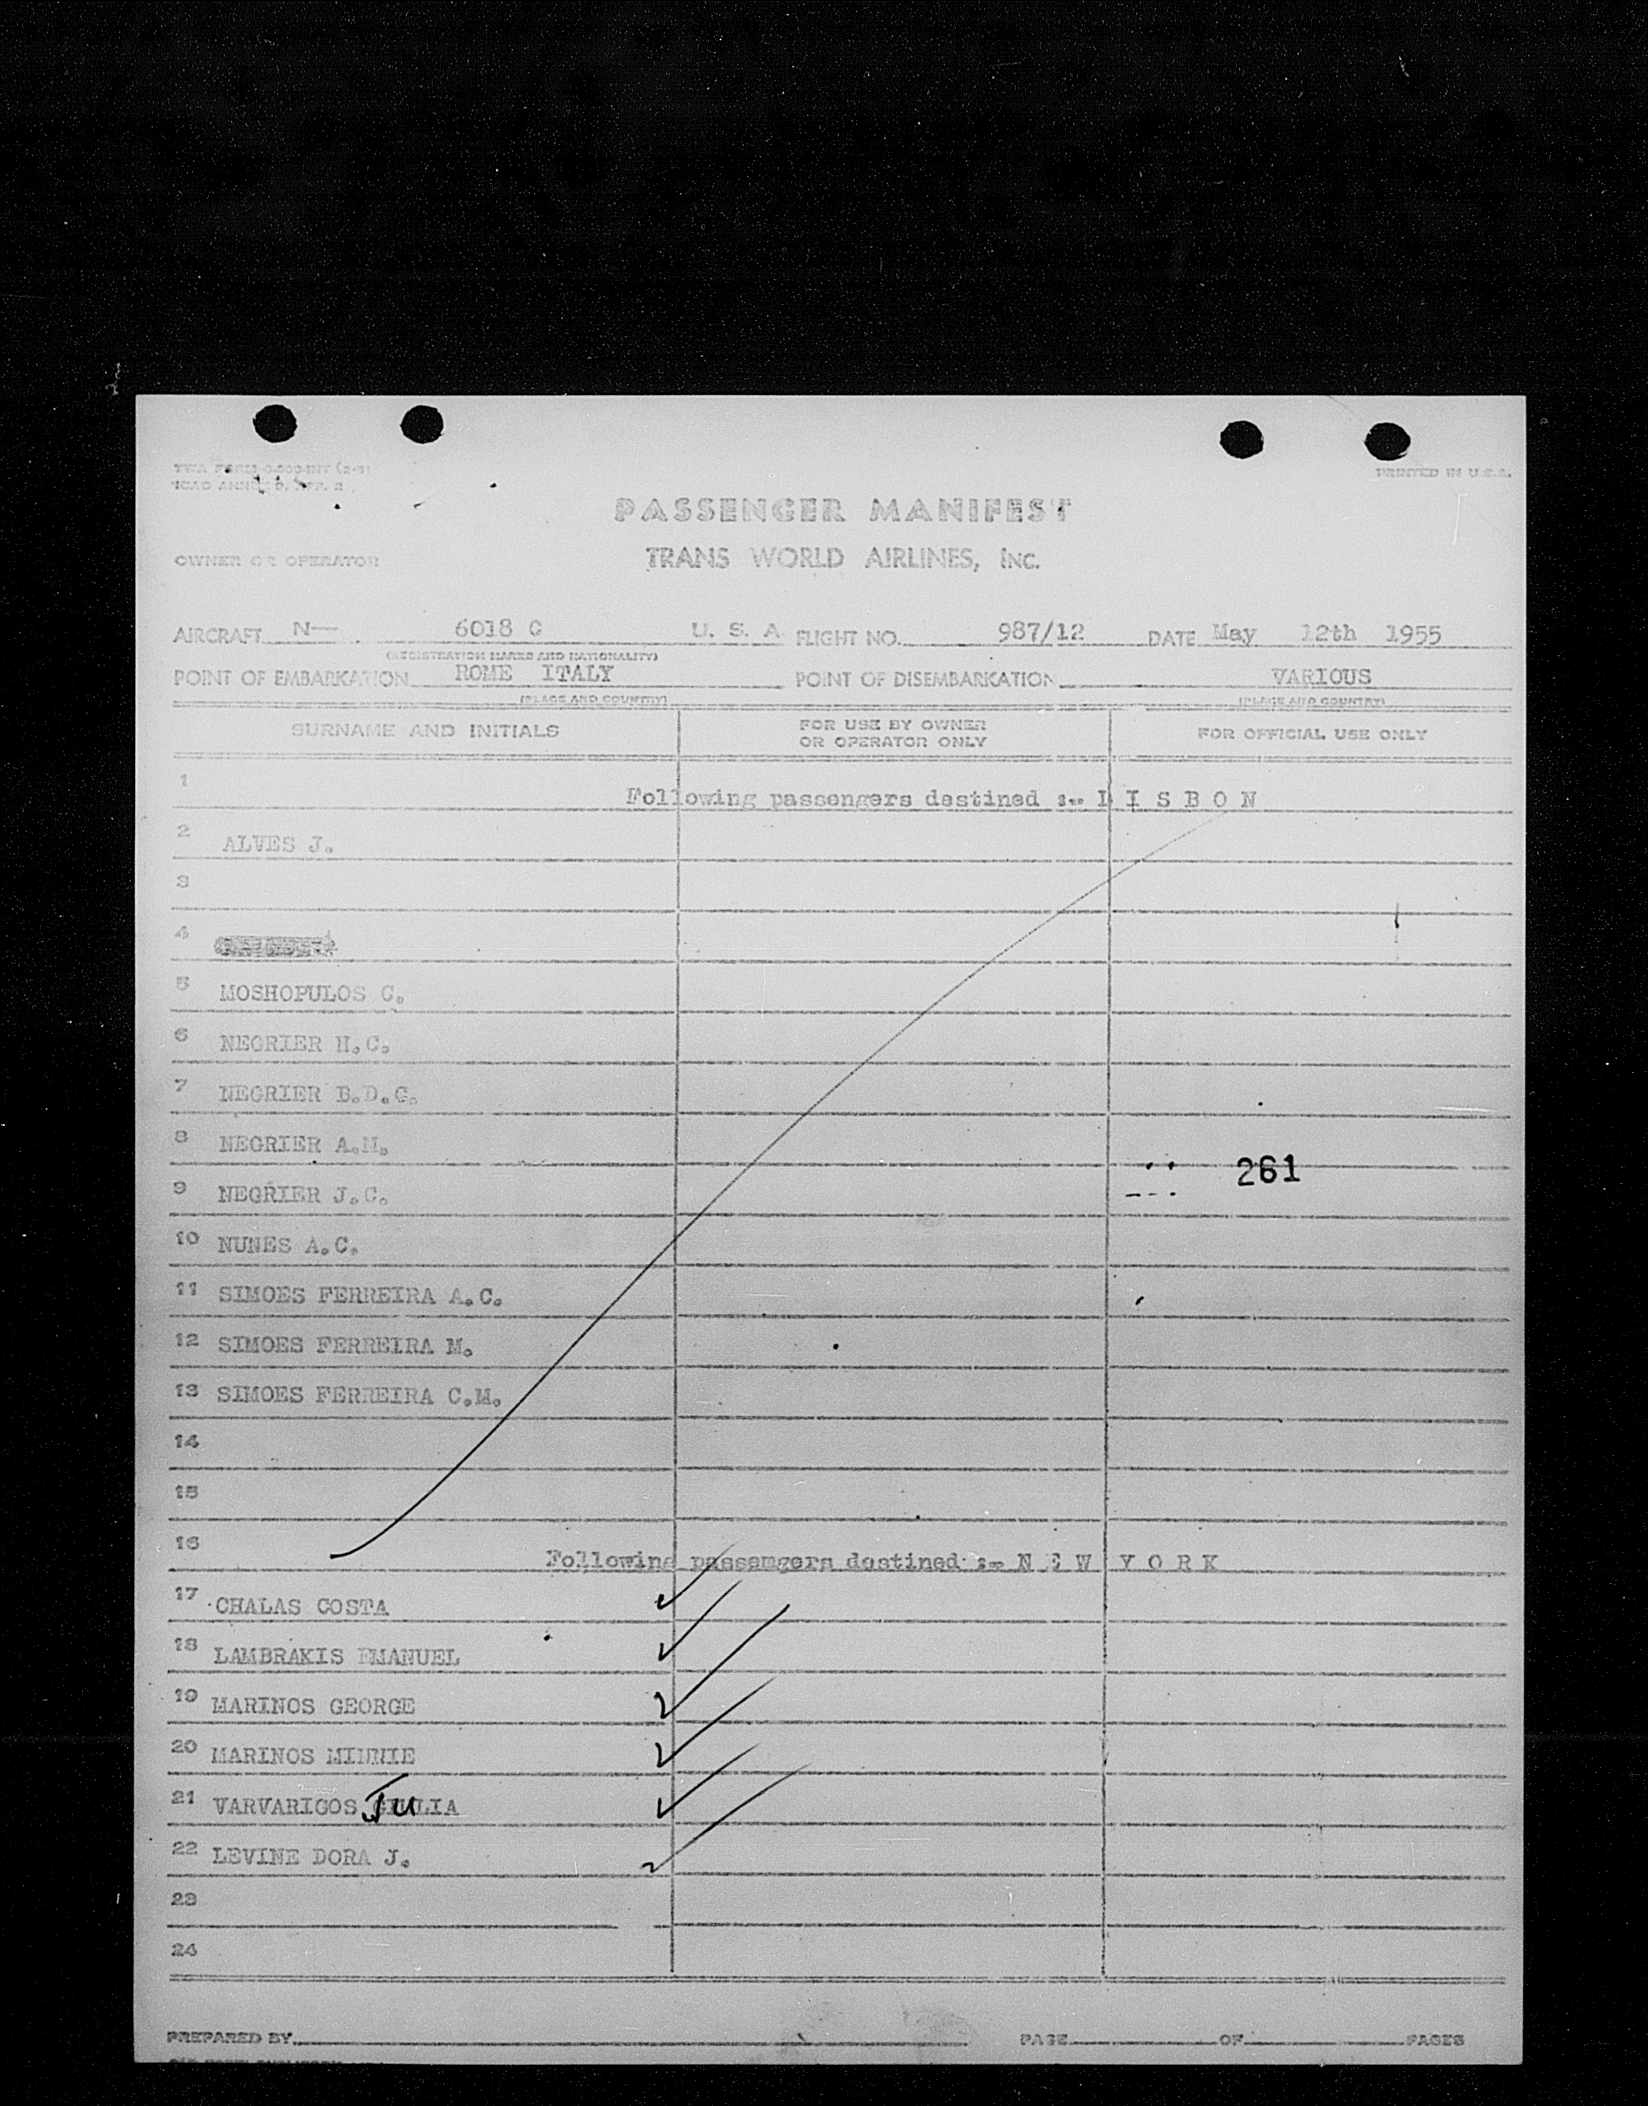 PRINTED IN U.S.A.
PASSENGER MANIFEST
OWNER OR OPERATOR TRANS WORLD AIRLINES, INC.
AIRCRAFT N— 6018 C U. S. A. FLIGHT NO. 987/12 DATE May 12th 1955
(REGISTRATION MARKS AND NATIONALITY)
POINT OF EMBARKATION ROME ITALY POINT OF DISEMBARKATION VARIOUS
(PLACE AND COUNTRY) (PLACE AND COUNTRY)
SURNAME AND INITIALS FOR USE BY OWNER OR OPERATOR ONLY FOR OFFICIAL USE ONLY
1 Following passengers destined :- L I S B O N
2 ALVES J.
3
4
5 MOSHOPULOS C.
6 NEGRIER H.C.
7 NEGRIER B.D.G.
8 NEGRIER A.M.
261
9 NEGRIER J.C.
10 NUNES A.C.
11 SIMOES FERREIRA A.C.
12 SIMOES FERREIRA M.
13 SIMOES FERREIRA C.M.
14
15
16 Following passemgers destined :- N E W Y O R K
17 CHALAS COSTA
18 LAMBRAKIS EMANUEL
19 MARINOS GEORGE
20 MARINOS MINNIE
21 VARVARIGOS JULIA
22 LEVINE DORA J.
23
24
PREPARED BY PAGE OF PAGES